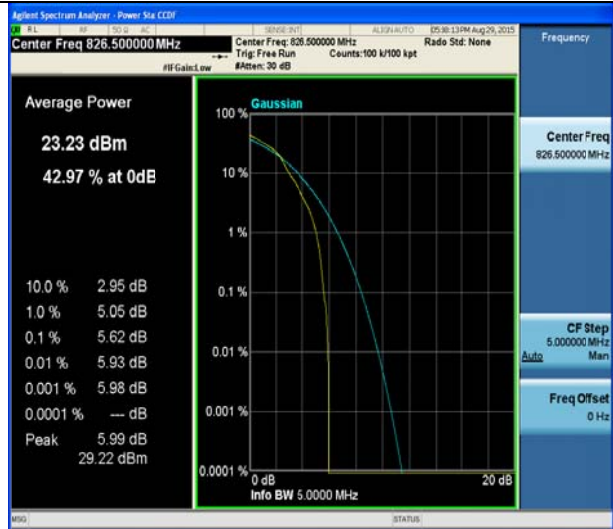 Agilent Spectrum Analyzer - Power Sta CCDF
RL RF 50 Ω AC SENSE:INT ALIGN AUTO 05:38:13 PM Aug 29, 2015
Center Freq 826.500000 MHz
Center Freq: 826.500000 MHz Radio Std: None
Trig: Free Run Counts:100 k/100 kpt
#IFGain:Low #Atten: 30 dB
Frequency
Average Power
23.23 dBm
42.97 % at 0dB
10.0 % 2.95 dB
1.0 % 5.05 dB
0.1 % 5.62 dB
0.01 % 5.93 dB
0.001 % 5.98 dB
0.0001 % --- dB
Peak 5.99 dB
29.22 dBm
Gaussian
100 %
10 %
1 %
0.1 %
0.01 %
0.001 %
0.0001 %
0 dB 20 dB
Info BW 5.0000 MHz
Center Freq
826.500000 MHz
CF Step
5.000000 MHz
Auto Man
Freq Offset
0 Hz
MSG STATUS